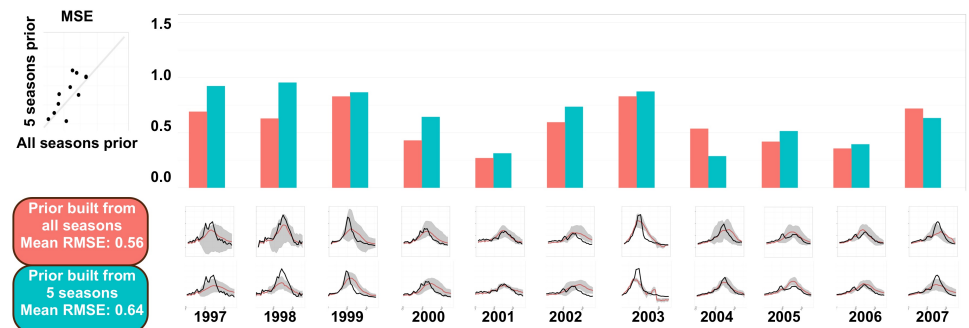 MSE
5 seasons prior
All seasons prior
1.5
1.0
0.5
0.0
Prior built from
all seasons
Mean RMSE: 0.56
Prior built from
5 seasons
Mean RMSE: 0.64
1997 1998 1999 2000 2001 2002 2003 2004 2005 2006 2007